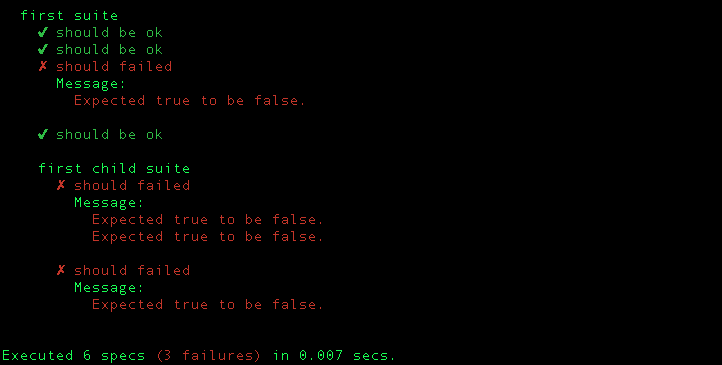 first suite
✔ should be ok
✔ should be ok
✗ should failed
Message:
Expected true to be false.
✔ should be ok
first child suite
✗ should failed
Message:
Expected true to be false.
Expected true to be false.
✗ should failed
Message:
Expected true to be false.
Executed 6 specs (3 failures) in 0.007 secs.